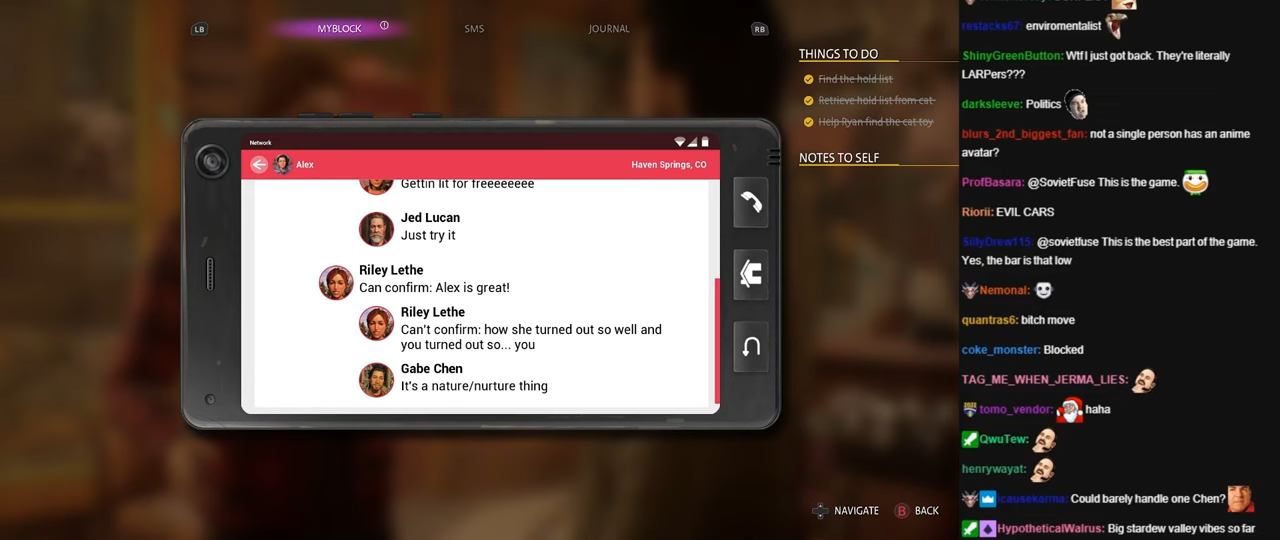 LB
MYBLOCK
SMS
JOURNAL
RB
THINGS TO DO
Find the hold list
Retrieve hold list from cat
Help Ryan find the cat toy
NOTES TO SELF
Network
Alex
Haven Springs, CO
Gettin lit for freeeeeeee
Jed Lucan
Just try it
Riley Lethe
Can confirm: Alex is great!
Riley Lethe
Can't confirm: how she turned out so well and
you turned out so... you
Gabe Chen
It's a nature/nurture thing
NAVIGATE
B BACK
restacks67: enviromentalist
ShinyGreenButton: Wtf I just got back. They're literally
LARPers???
darksleeve: Politics
blurs_2nd_biggest_fan: not a single person has an anime
avatar?
ProfBasara: @SovietFuse This is the game.
Riorii: EVIL CARS
SillyDrew115: @sovietfuse This is the best part of the game.
Yes, the bar is that low
Nemonal:
quantras6: bitch move
coke_monster: Blocked
TAG_ME_WHEN_JERMA_LIES:
tomo_vendor: haha
QwuTew:
henrywayat:
icausekarma: Could barely handle one Chen?
HypotheticalWalrus: Big stardew valley vibes so far